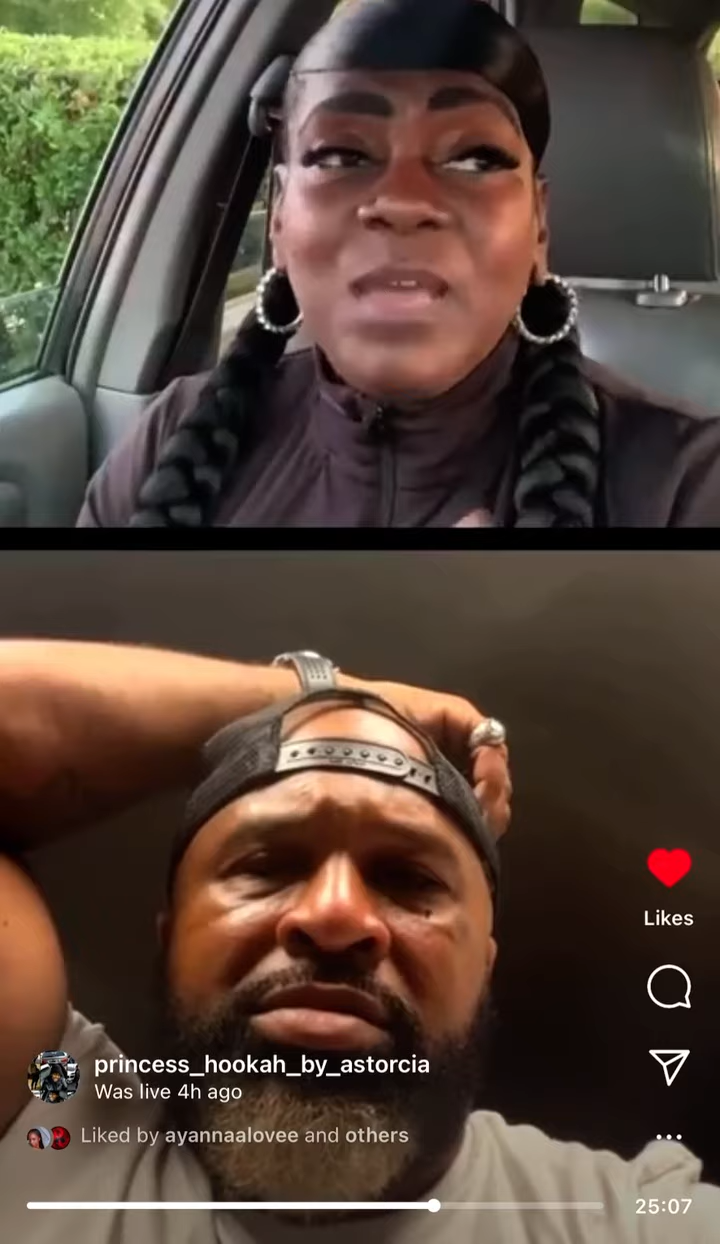 Likes
princess_hookah_by_astorcia
Was live 4h ago
Liked by ayannaalovee and others
25:07